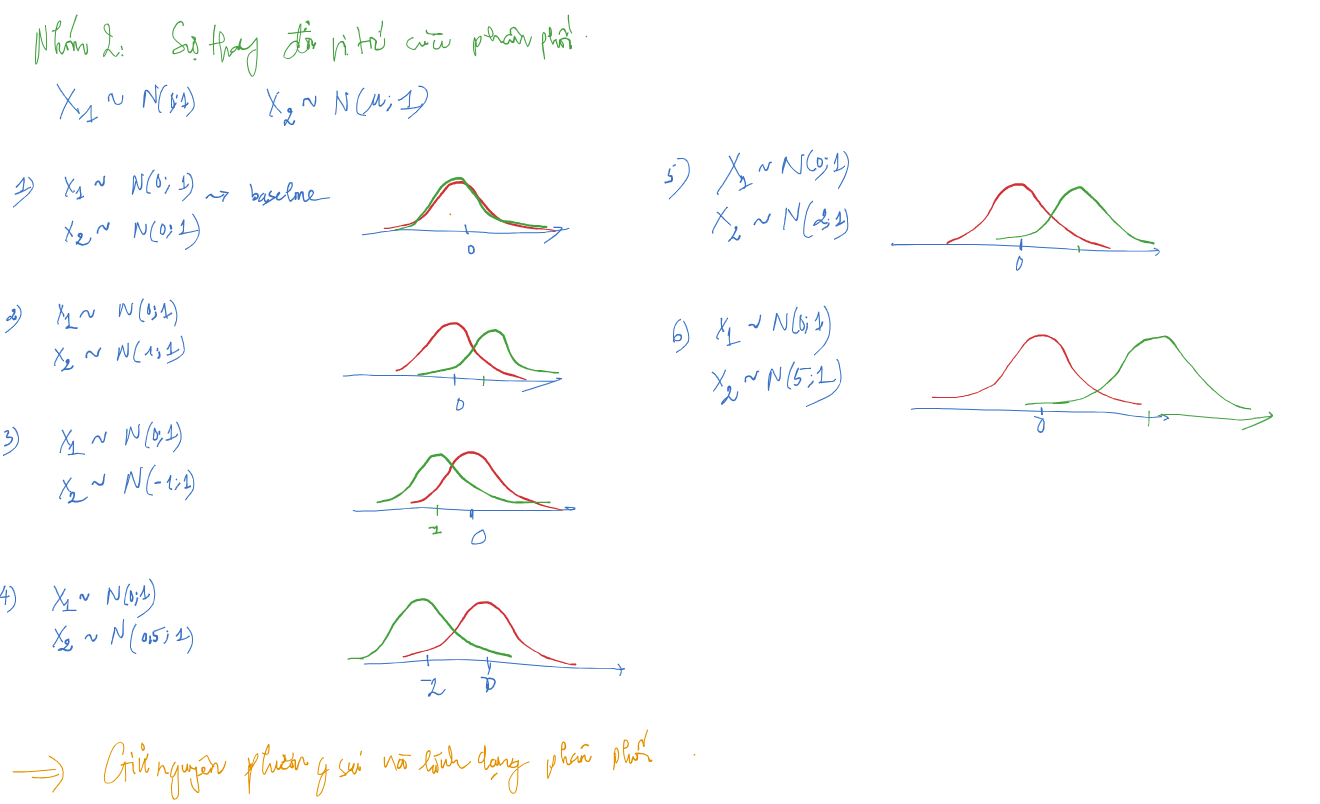 Nhóm 2: Sự thay đổi vị trí của phân phối.
X₁ ~ N(0;1) X₂ ~ N(μ; 1)
1) X₁ ~ N(0; 1) ⇝ baseline
X₂ ~ N(0; 1)
0
2) X₁ ~ N(0;1)
X₂ ~ N(1;1)
0
3) X₁ ~ N(0;1)
X₂ ~ N(-1;1)
-1 0
4) X₁ ~ N(0;1)
X₂ ~ N(0,5; 1)
-2 0
5) X₁ ~ N(0;1)
X₂ ~ N(2;1)
0
6) X₁ ~ N(0;1)
X₂ ~ N(5;1)
0
⇒ Giữ nguyên phương sai và hình dạng phân phối.